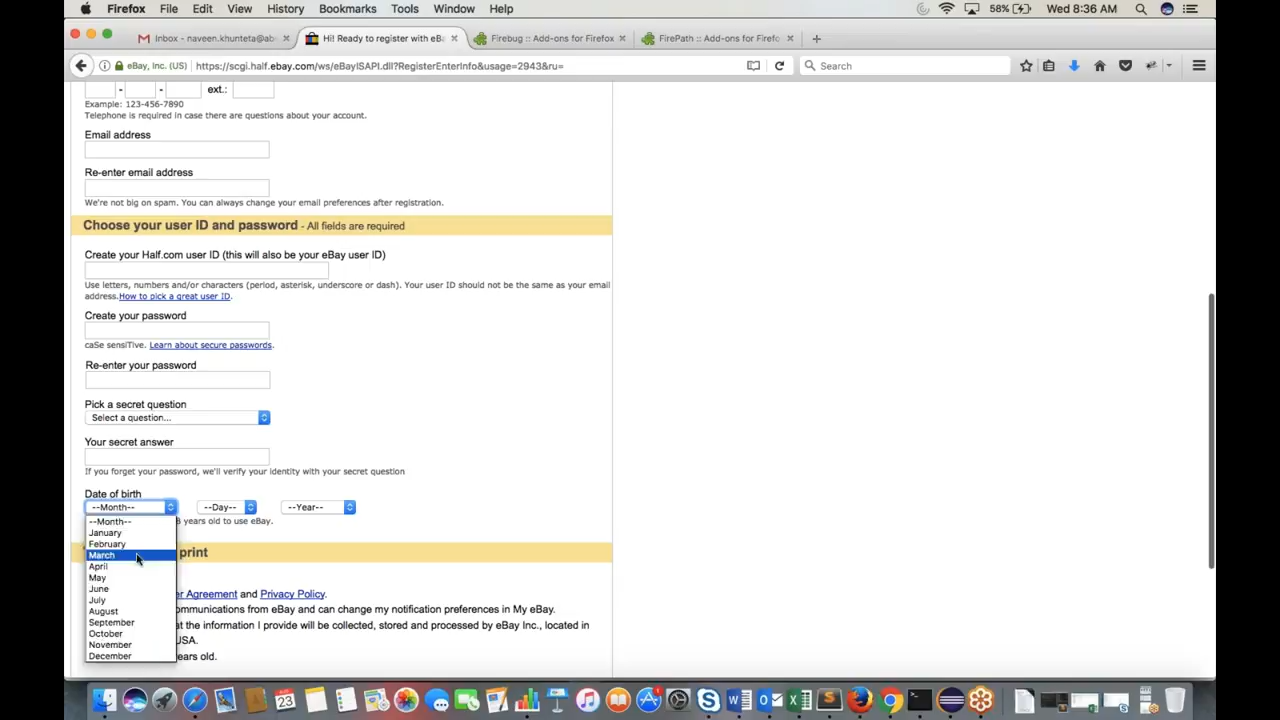 Firefox File Edit View History Bookmarks Tools Window Help 58% Wed 8:36 AM
Inbox - naveen.khunteta@ab
Hi! Ready to register with eB
Firebug :: Add-ons for Firefox
FirePath :: Add-ons for Firefo
eBay, Inc. (US) https://scgi.half.ebay.com/ws/eBayISAPI.dll?RegisterEnterInfo&usage=2943&ru= Search
- - ext.:
Example: 123-456-7890
Telephone is required in case there are questions about your account.
Email address
Re-enter email address
We're not big on spam. You can always change your email preferences after registration.
Choose your user ID and password - All fields are required
Create your Half.com user ID (this will also be your eBay user ID)
Use letters, numbers and/or characters (period, asterisk, underscore or dash). Your user ID should not be the same as your email
address.How to pick a great user ID.
Create your password
caSe sensiTive. Learn about secure passwords.
Re-enter your password
Pick a secret question
Select a question...
Your secret answer
If you forget your password, we'll verify your identity with your secret question
Date of birth
--Month-- --Day-- --Year--
--Month-- 8 years old to use eBay.
January
February
March print
April
May
June
July
August
September
October
November
December
er Agreement and Privacy Policy.
ommunications from eBay and can change my notification preferences in My eBay.
at the information I provide will be collected, stored and processed by eBay Inc., located in
USA.
ears old.